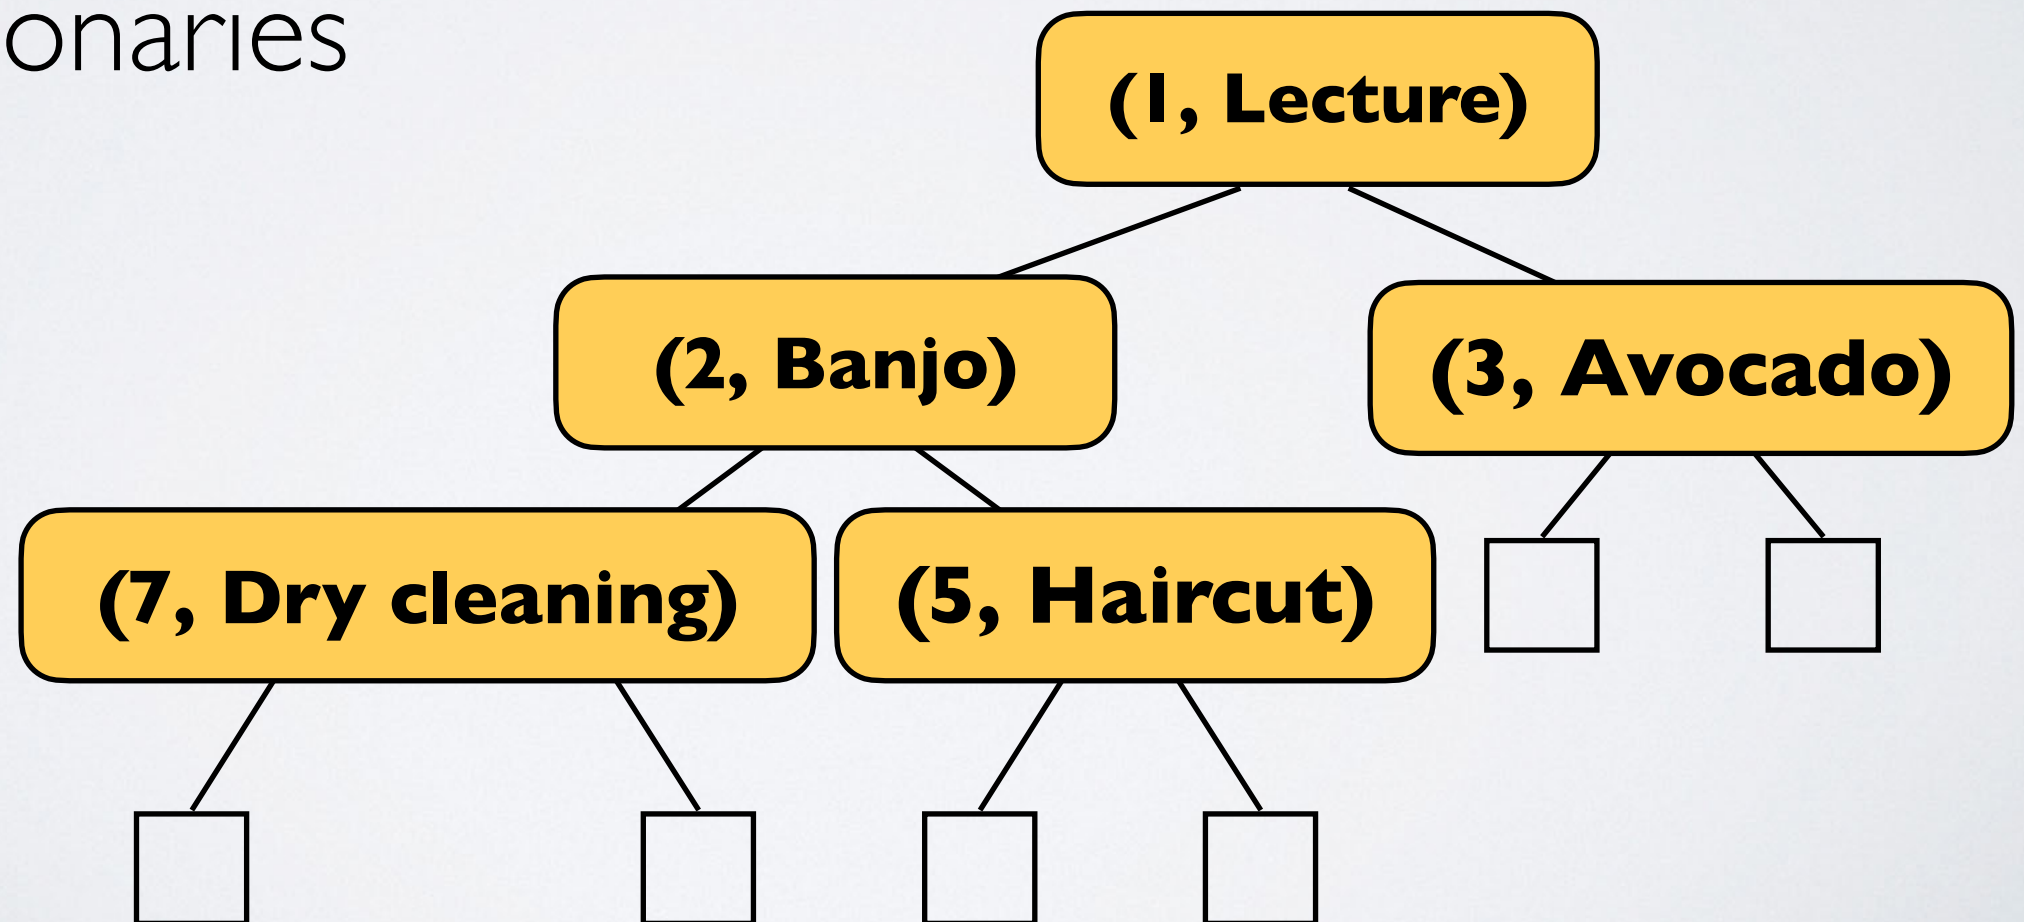 onaries
(1, Lecture)
(2, Banjo)
(3, Avocado)
(7, Dry cleaning)
(5, Haircut)